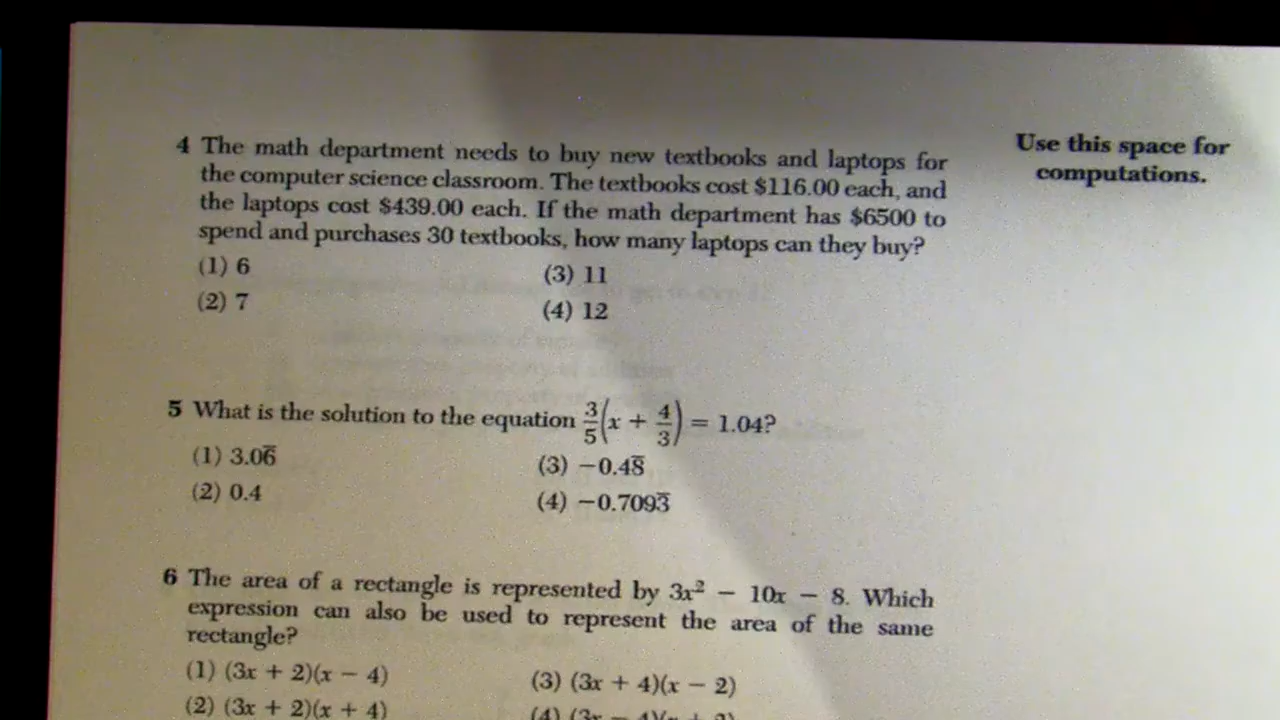 4 The math department needs to buy new textbooks and laptops for
the computer science classroom. The textbooks cost $116.00 each, and
the laptops cost $439.00 each. If the math department has $6500 to
spend and purchases 30 textbooks, how many laptops can they buy?
(1) 6 (3) 11
(2) 7 (4) 12
Use this space for
computations.
5 What is the solution to the equation 3/5(x + 4/3) = 1.04?
(1) 3.06̅ (3) −0.48̅
(2) 0.4 (4) −0.7093̅
6 The area of a rectangle is represented by 3x² − 10x − 8. Which
expression can also be used to represent the area of the same
rectangle?
(1) (3x + 2)(x − 4) (3) (3x + 4)(x − 2)
(2) (3x + 2)(x + 4) (4) (3x